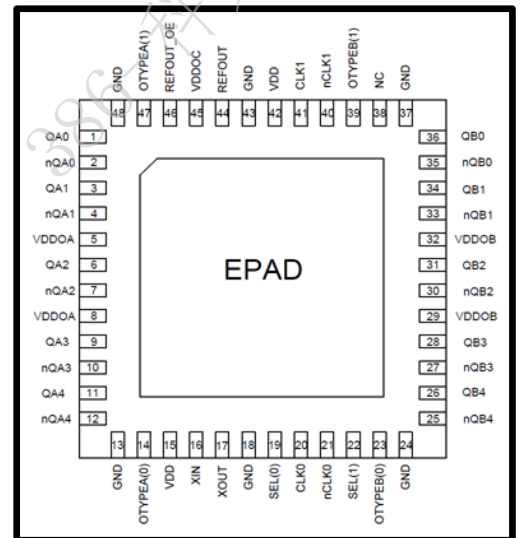 GND OTYPEA(1) REFOUT_OE VDDOC REFOUT GND VDD CLK1 nCLK1 OTYPEB(1) NC GND
48 47 46 45 44 43 42 41 40 39 38 37
QA0 1 36 QB0
nQA0 2 35 nQB0
QA1 3 34 QB1
nQA1 4 33 nQB1
VDDOA 5 32 VDDOB
QA2 6 31 QB2
nQA2 7 30 nQB2
VDDOA 8 29 VDDOB
QA3 9 28 QB3
nQA3 10 27 nQB3
QA4 11 26 QB4
nQA4 12 25 nQB4
EPAD
13 14 15 16 17 18 19 20 21 22 23 24
GND OTYPEA(0) VDD XIN XOUT GND SEL(0) CLK0 nCLK0 SEL(1) OTYPEB(0) GND
386-